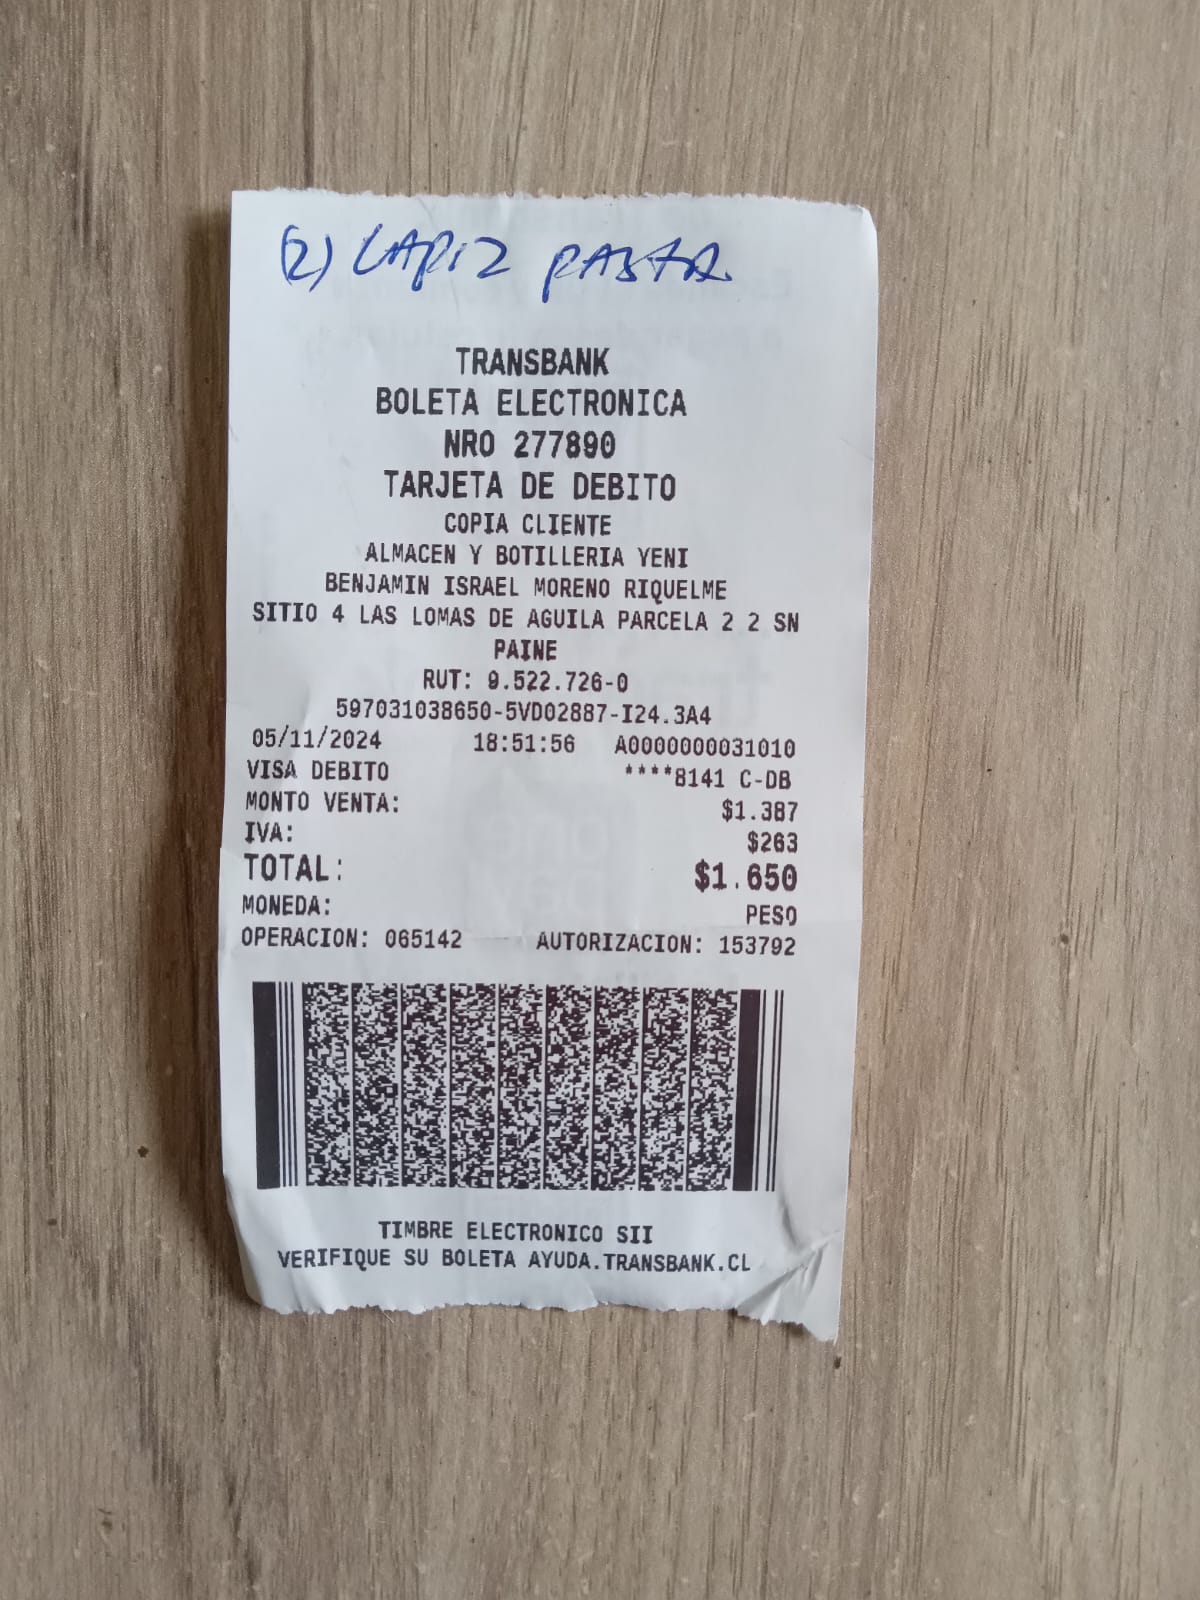 (2) LAPIZ PASTA
TRANSBANK
BOLETA ELECTRONICA
NRO 277890
TARJETA DE DEBITO
COPIA CLIENTE
ALMACEN Y BOTILLERIA YENI
BENJAMIN ISRAEL MORENO RIQUELME
SITIO 4 LAS LOMAS DE AGUILA PARCELA 2 2 SN
PAINE
RUT: 9.522.726-0
597031038650-5VD02887-I24.3A4
05/11/2024 18:51:56 A0000000031010
VISA DEBITO ****8141 C-DB
MONTO VENTA: $1.387
IVA: $263
TOTAL: $1.650
MONEDA: PESO
OPERACION: 065142 AUTORIZACION: 153792
TIMBRE ELECTRONICO SII
VERIFIQUE SU BOLETA AYUDA.TRANSBANK.CL